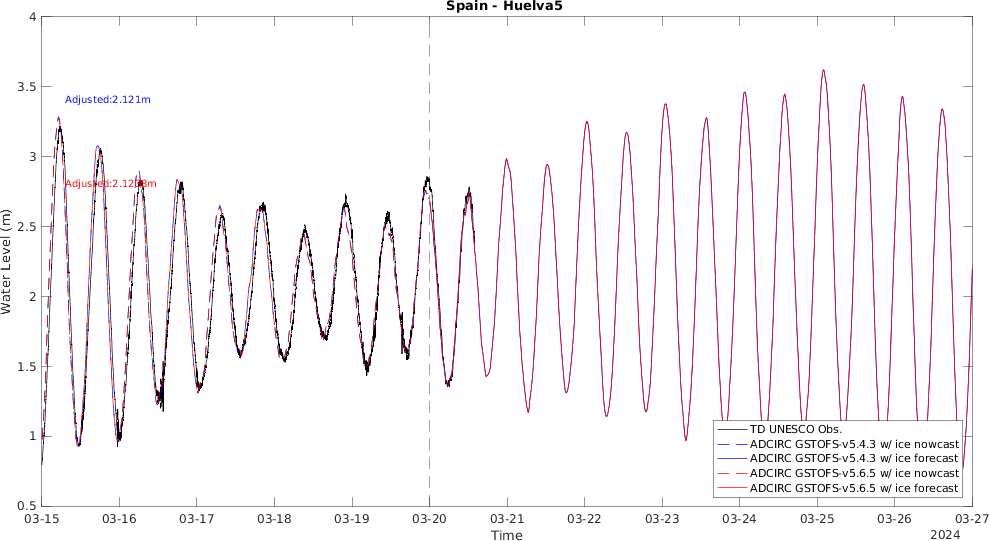 Spain - Huelva5
4
3.5
3
2.5
2
1.5
1
0.5
Water Level (m)
Adjusted:2.121m
03-15
03-16
03-17
03-18
03-19
03-20
03-21
03-22
03-23
03-24
03-25
03-26
03-27
Time
2024
TD UNESCO Obs.
ADCIRC GSTOFS-v5.4.3 w/ ice nowcast
ADCIRC GSTOFS-v5.4.3 w/ ice forecast
ADCIRC GSTOFS-v5.6.5 w/ ice nowcast
ADCIRC GSTOFS-v5.6.5 w/ ice forecast